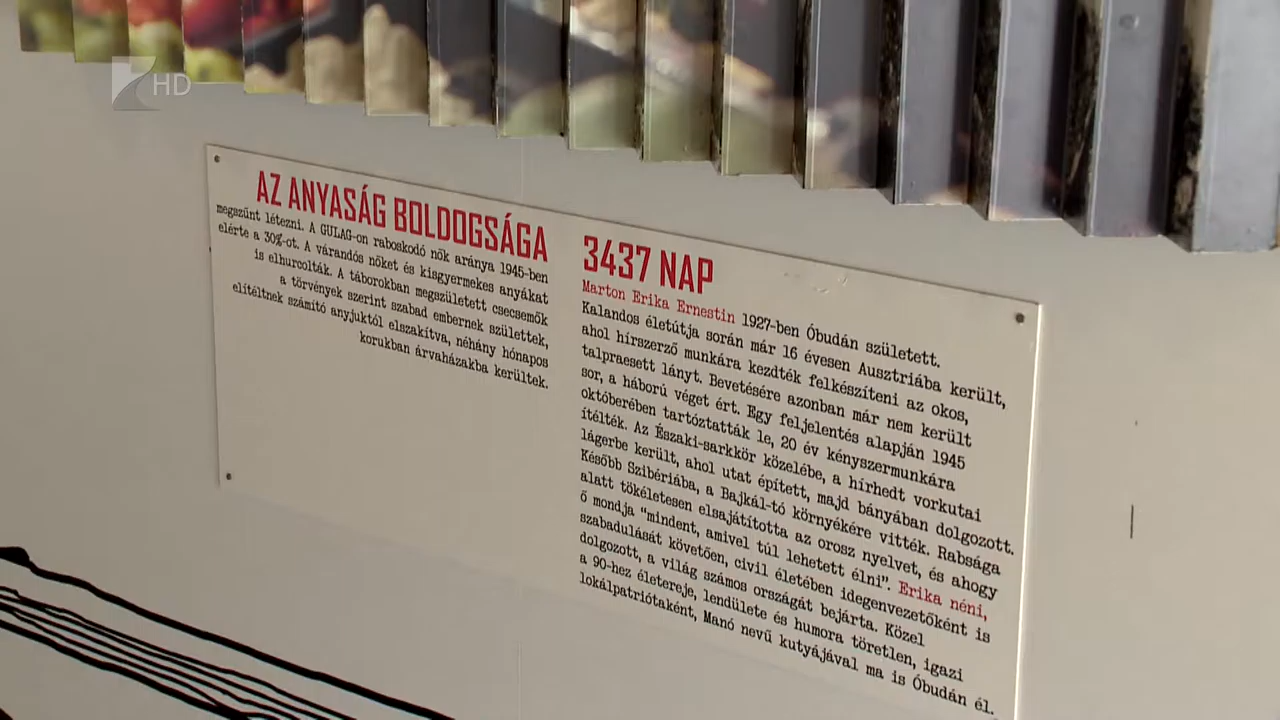 HD
AZ ANYASÁG BOLDOGSÁGA
megszűnt létezni. A GULAG-on raboskodó nők aránya 1945-ben
elérte a 30%-ot. A várandós nőket és kisgyermekes anyákat
is elhurcolták. A táborokban megszületett csecsemők
a törvények szerint szabad embernek születtek,
elítéltnek számító anyjuktól elszakítva, néhány hónapos
korukban árvaházakba kerültek.
3437 NAP
Marton Erika Ernestin 1927-ben Óbudán született.
Kalandos életútja során már 16 évesen Ausztriába került,
ahol hírszerző munkára kezdték felkészíteni az okos,
talpraesett lányt. Bevetésére azonban már nem került
sor, a háború véget ért. Egy feljelentés alapján 1945
októberében tartóztatták le, 20 év kényszermunkára
ítélték. Az Északi-sarkkör közelébe, a hírhedt vorkutai
lágerbe került, ahol utat épített, majd bányában dolgozott.
Később Szibériába, a Bajkál-tó környékére vitték. Rabsága
alatt tökéletesen elsajátította az orosz nyelvet, és ahogy
ő mondja "mindent, amivel túl lehetett élni". Erika néni,
szabadulását követően, civil életében idegenvezetőként is
dolgozott, a világ számos országát bejárta. Közel
a 90-hez életereje, lendülete és humora töretlen, igazi
lokálpatriótaként, Manó nevű kutyájával ma is Óbudán él.